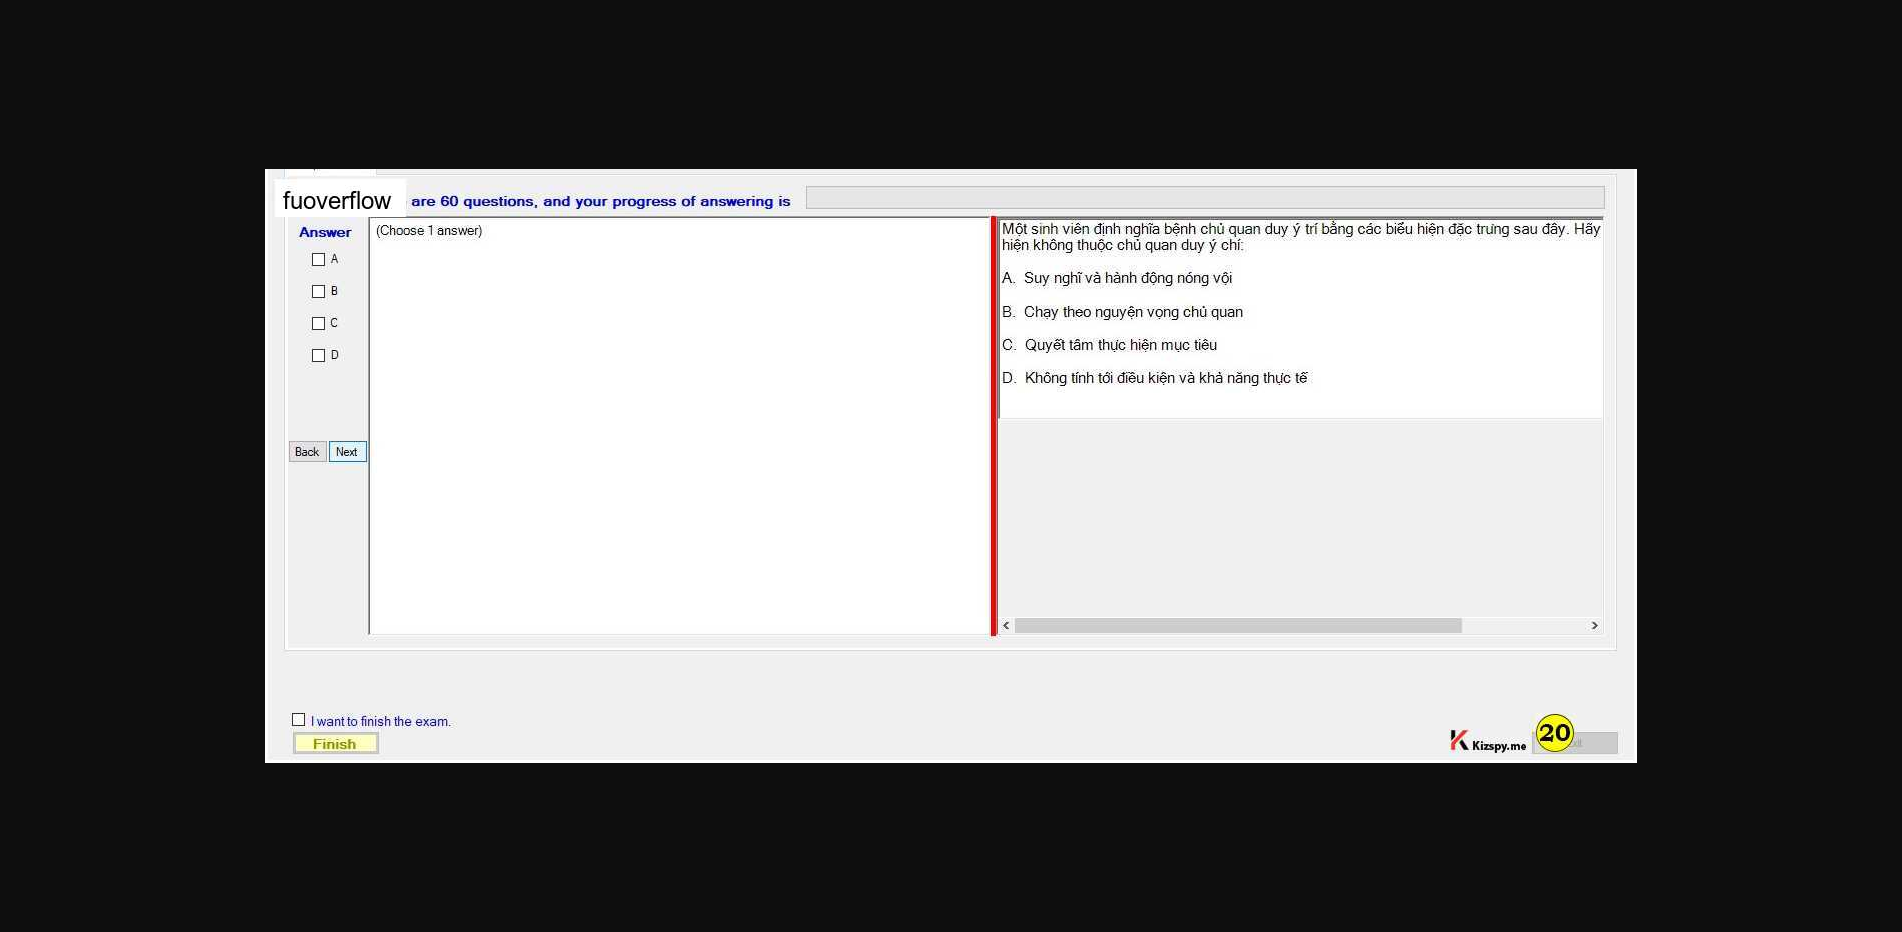 fuoverflow are 60 questions, and your progress of answering is
Answer
A
B
C
D
Back Next
(Choose 1 answer)
Một sinh viên định nghĩa bệnh chủ quan duy ý trí bằng các biểu hiện đặc trưng sau đây. Hãy
hiện không thuộc chủ quan duy ý chí:
A. Suy nghĩ và hành động nóng vội
B. Chạy theo nguyện vọng chủ quan
C. Quyết tâm thực hiện mục tiêu
D. Không tính tới điều kiện và khả năng thực tế
I want to finish the exam.
Finish
Kizspy.me
20